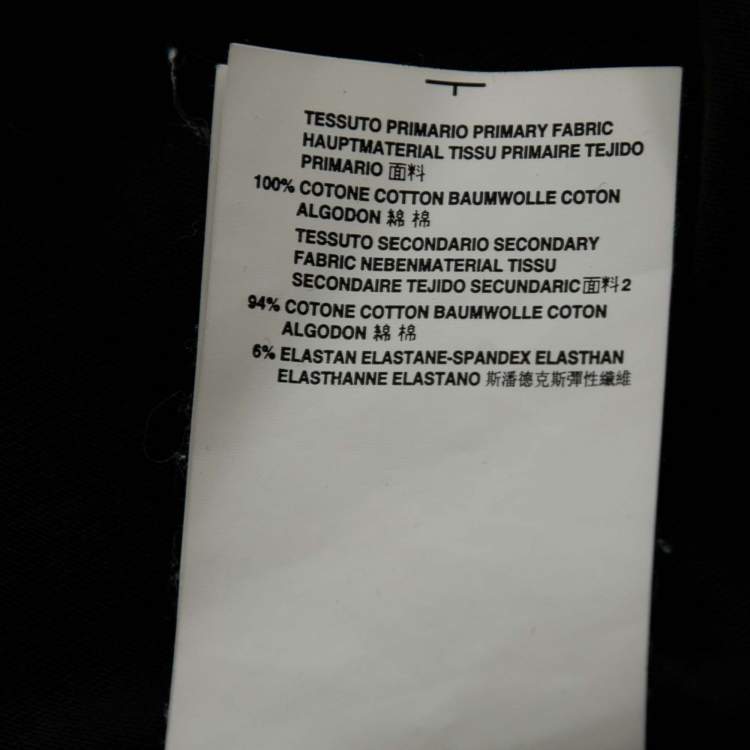 TESSUTO PRIMARIO PRIMARY FABRIC
HAUPTMATERIAL TISSU PRIMAIRE TEJIDO
PRIMARIO 面料
100% COTONE COTTON BAUMWOLLE COTON
ALGODON 綿 棉
TESSUTO SECONDARIO SECONDARY
FABRIC NEBENMATERIAL TISSU
SECONDAIRE TEJIDO SECUNDARIC面料2
94% COTONE COTTON BAUMWOLLE COTON
ALGODON 綿 棉
6% ELASTAN ELASTANE-SPANDEX ELASTHAN
ELASTHANNE ELASTANO 斯潘德克斯彈性纖維